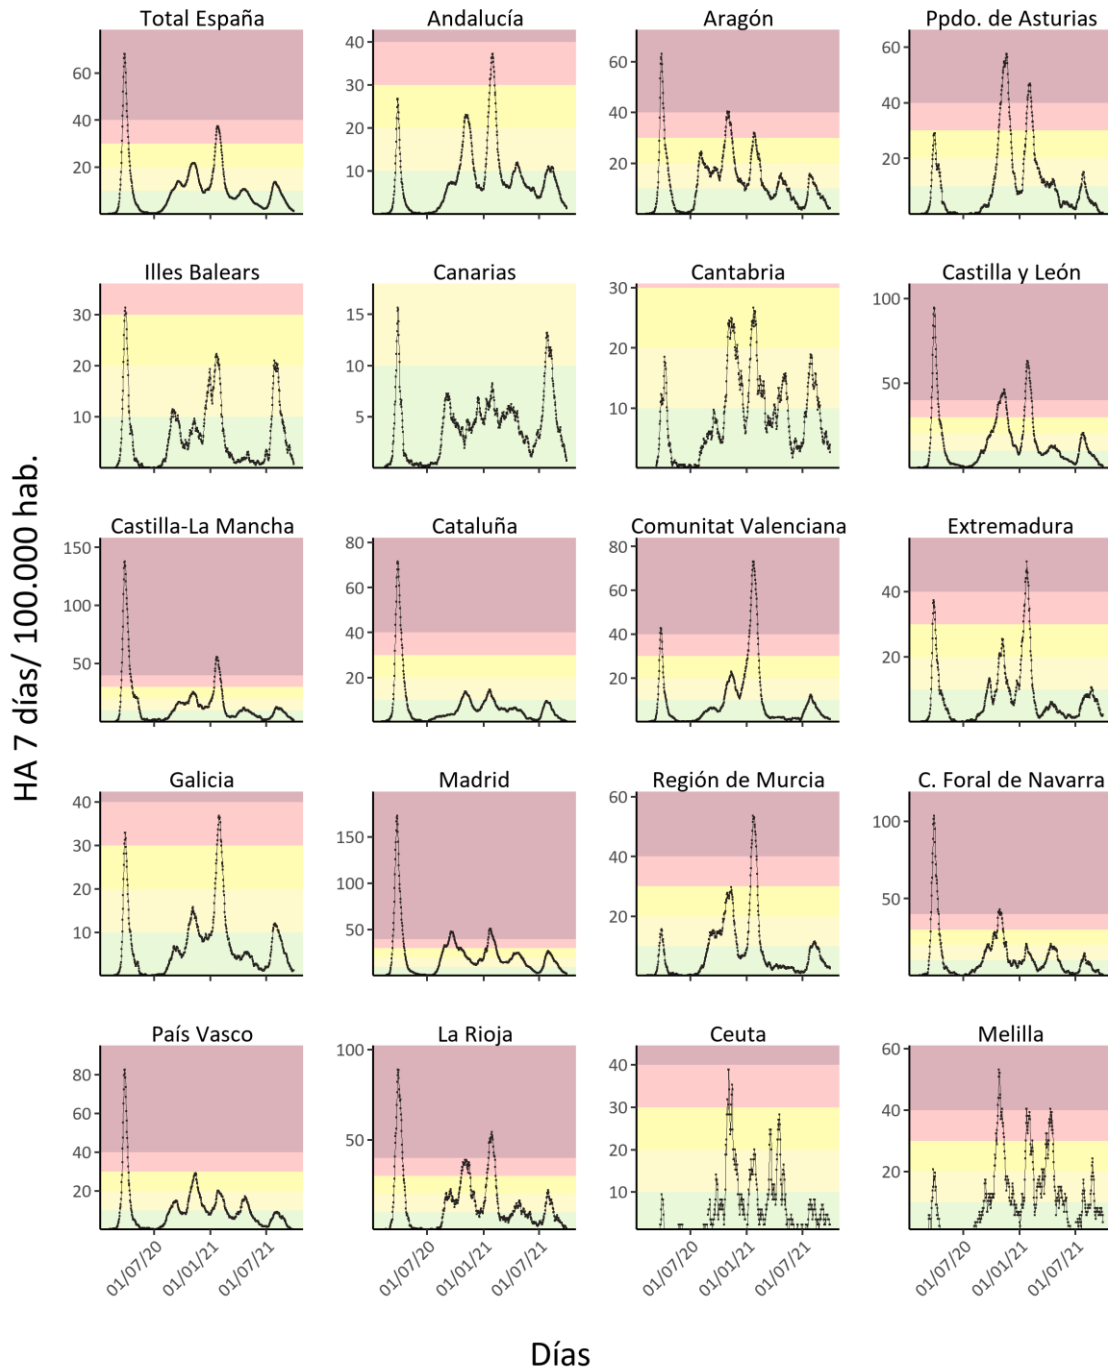 Total España Andalucía Aragón Ppdo. de Asturias
60 40 60 60
40 30 40 40
20 20 20 20
10
Illes Balears Canarias Cantabria Castilla y León
30 15 30 100
20 10 20 50
10 5 10
Castilla-La Mancha Cataluña Comunitat Valenciana Extremadura
150 80 80 40
100 60 60 20
50 40 40
20 20
HA 7 días/ 100.000 hab.
Galicia Madrid Región de Murcia C. Foral de Navarra
40 150 60 100
30 100 40 50
20 50 20
10
País Vasco La Rioja Ceuta Melilla
80 100 40 60
60 50 30 40
40 20 20
20 10
01/07/20 01/01/21 01/07/21 01/07/20 01/01/21 01/07/21 01/07/20 01/01/21 01/07/21 01/07/20 01/01/21 01/07/21
Días